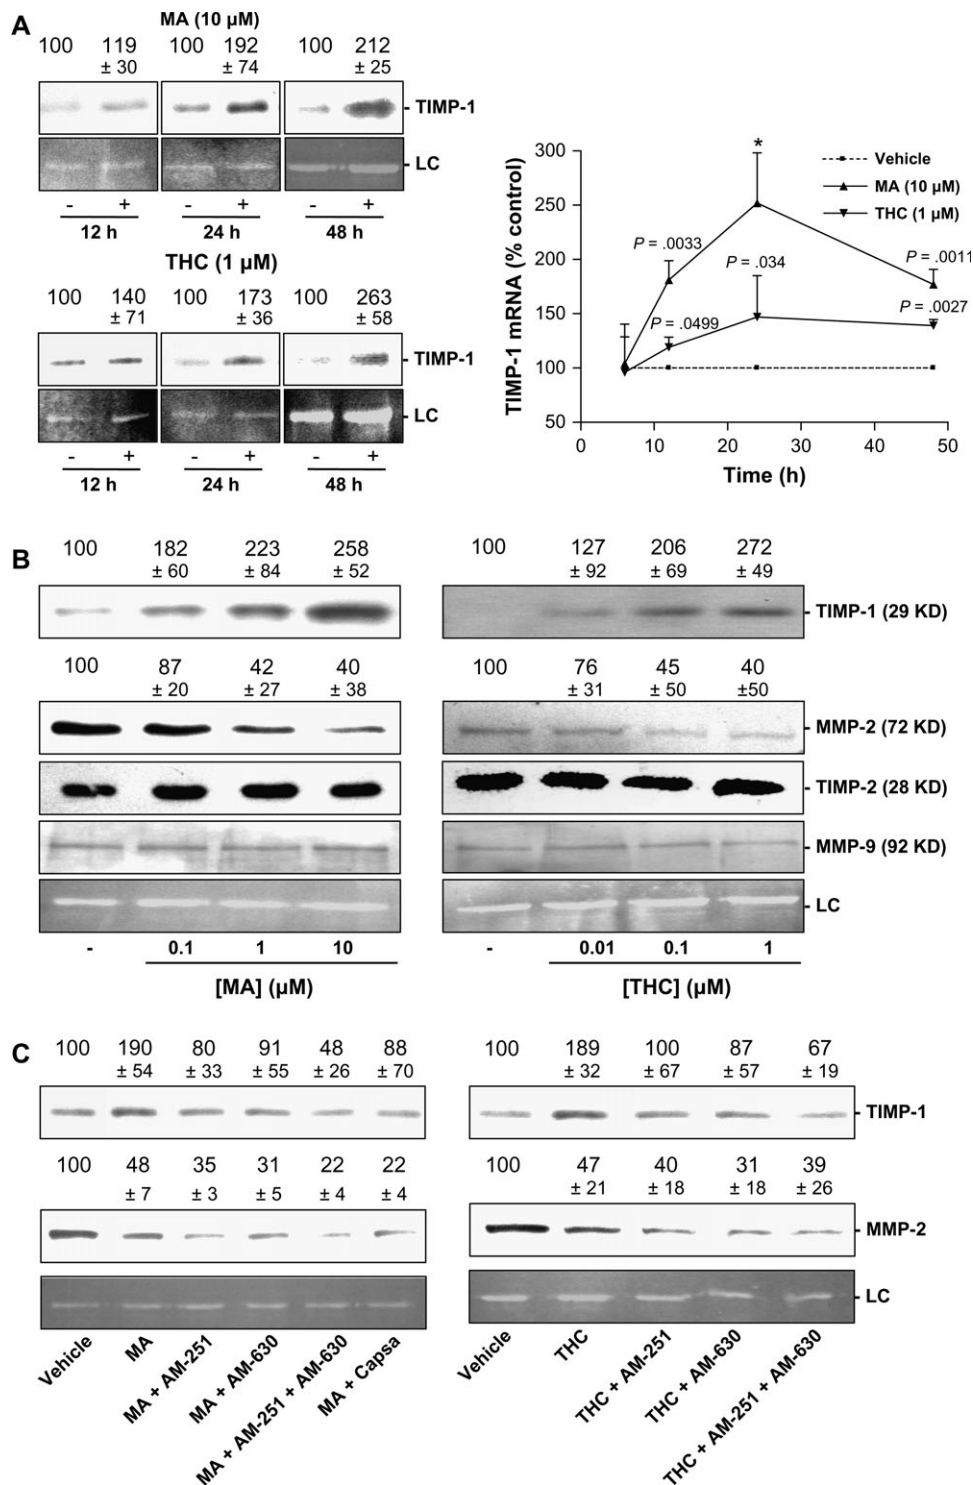 A
MA (10 µM)
100 119 100 192 100 212
± 30 ± 74 ± 25
TIMP-1
LC
- + - + - +
12 h 24 h 48 h
THC (1 µM)
100 140 100 173 100 263
± 71 ± 36 ± 58
TIMP-1
LC
- + - + - +
12 h 24 h 48 h
TIMP-1 mRNA (% control)
300
250
200
150
100
50
0 10 20 30 40 50
Time (h)
Vehicle
MA (10 µM)
THC (1 µM)
*
P = .0033
P = .034
P = .0011
P = .0499
P = .0027
B
100 182 223 258
± 60 ± 84 ± 52
100 127 206 272
± 92 ± 69 ± 49
TIMP-1 (29 KD)
100 87 42 40
± 20 ± 27 ± 38
100 76 45 40
± 31 ± 50 ±50
MMP-2 (72 KD)
TIMP-2 (28 KD)
MMP-9 (92 KD)
LC
- 0.1 1 10
[MA] (µM)
- 0.01 0.1 1
[THC] (µM)
C
100 190 80 91 48 88
± 54 ± 33 ± 55 ± 26 ± 70
100 189 100 87 67
± 32 ± 67 ± 57 ± 19
TIMP-1
100 48 35 31 22 22
± 7 ± 3 ± 5 ± 4 ± 4
100 47 40 31 39
± 21 ± 18 ± 18 ± 26
MMP-2
LC
Vehicle
MA
MA + AM-251
MA + AM-630
MA + AM-251 + AM-630
MA + Capsa
Vehicle
THC
THC + AM-251
THC + AM-630
THC + AM-251 + AM-630